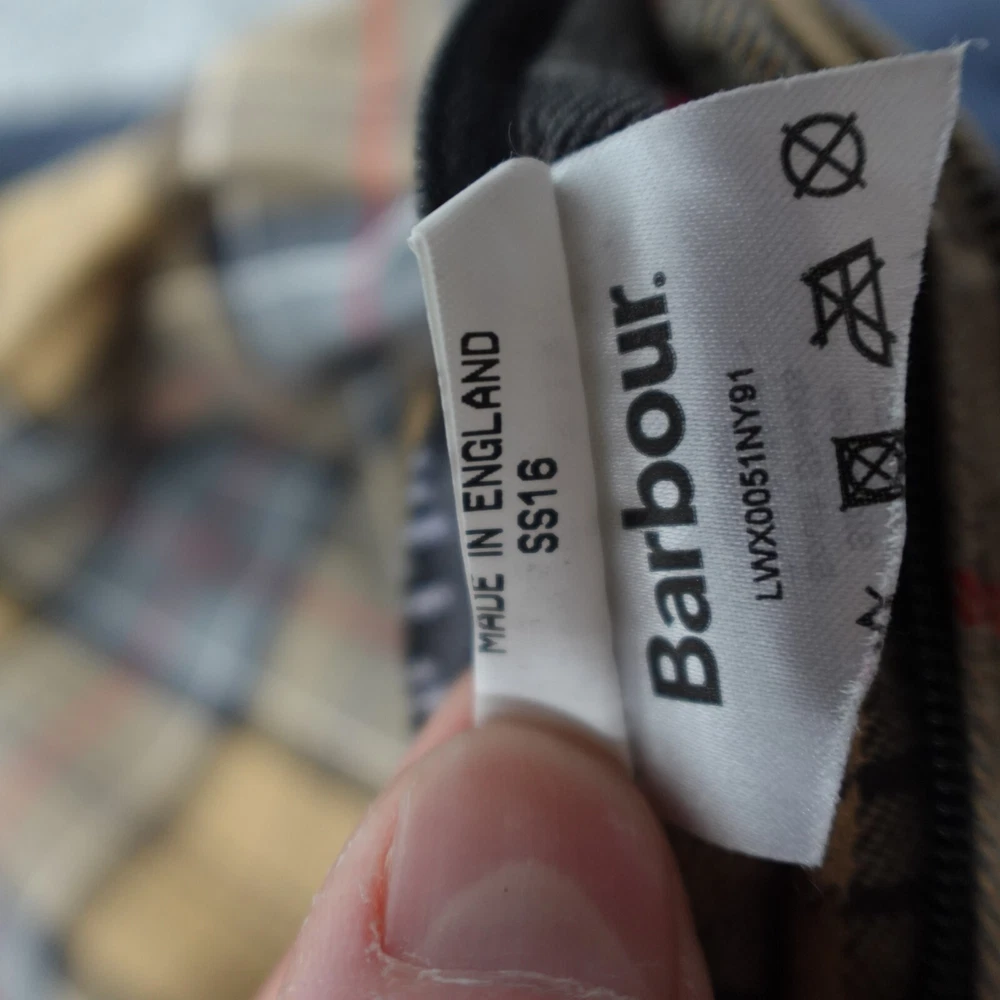 MADE IN ENGLAND
SS16
Barbour.
LWX0051NY91